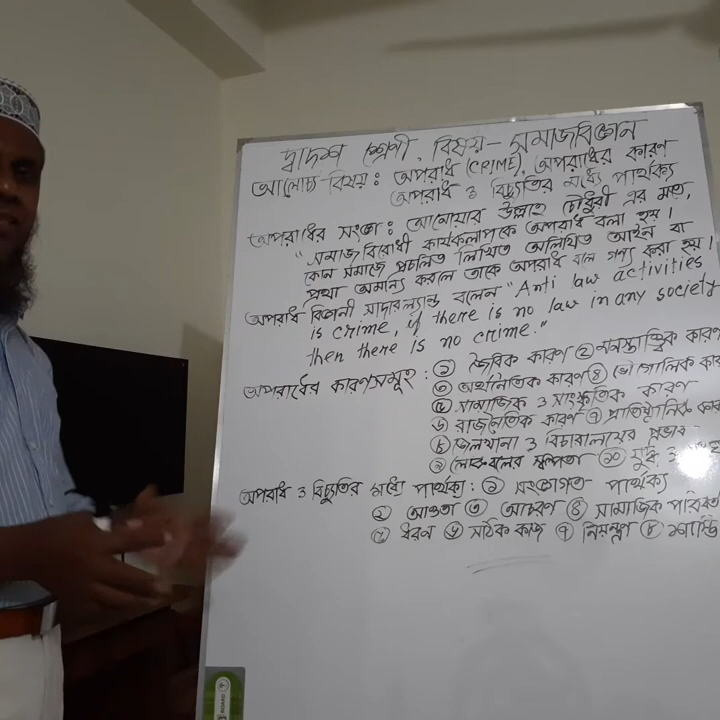 দ্বাদশ শ্রেণী, বিষয়- সমাজবিজ্ঞান
আলোচ্য বিষয়: অপরাধ (CRIME), অপরাধের কারণ
অপরাধ ও বিচ্যুতির মধ্যে পার্থক্য
অপরাধের সংজ্ঞা: আনোয়ার উল্লাহ চৌধুরী এর মতে,
"সমাজ বিরোধী কার্যকলাপকে অপরাধ বলা হয়।
কোন সমাজে প্রচলিত লিখিত অলিখিত আইন বা
প্রথা অমান্য করলে তাকে অপরাধ বলে গণ্য করা হয়।
অপরাধ বিজ্ঞানী সাদারল্যান্ড বলেন "Anti law activities
is crime, if there is no law in any society
then there is no crime."
অপরাধের কারণসমূহ: ① জৈবিক কারণ ② মনস্তাত্ত্বিক কারণ
③ অর্থনৈতিক কারণ ④ ভৌগোলিক
⑤ সামাজিক ও সাংস্কৃতিক কারণ
৬ রাজনৈতিক কারণ ⑦ প্রাতিষ্ঠানিক
⑧ জেলখানা ও বিচারালয়ের প্রভাব
⑨ স্বল্পতা ⑩ যুদ্ধ ও
অপরাধ ও বিচ্যুতির মধ্যে পার্থক্য: ① সংজ্ঞাগত পার্থক্য
② আওতা ③ আচরণ ④ সামাজিক
⑤ ধরন ⑥ সঠিক কাজ ⑦ নিয়ন্ত্রণ ⑧ শাস্তি